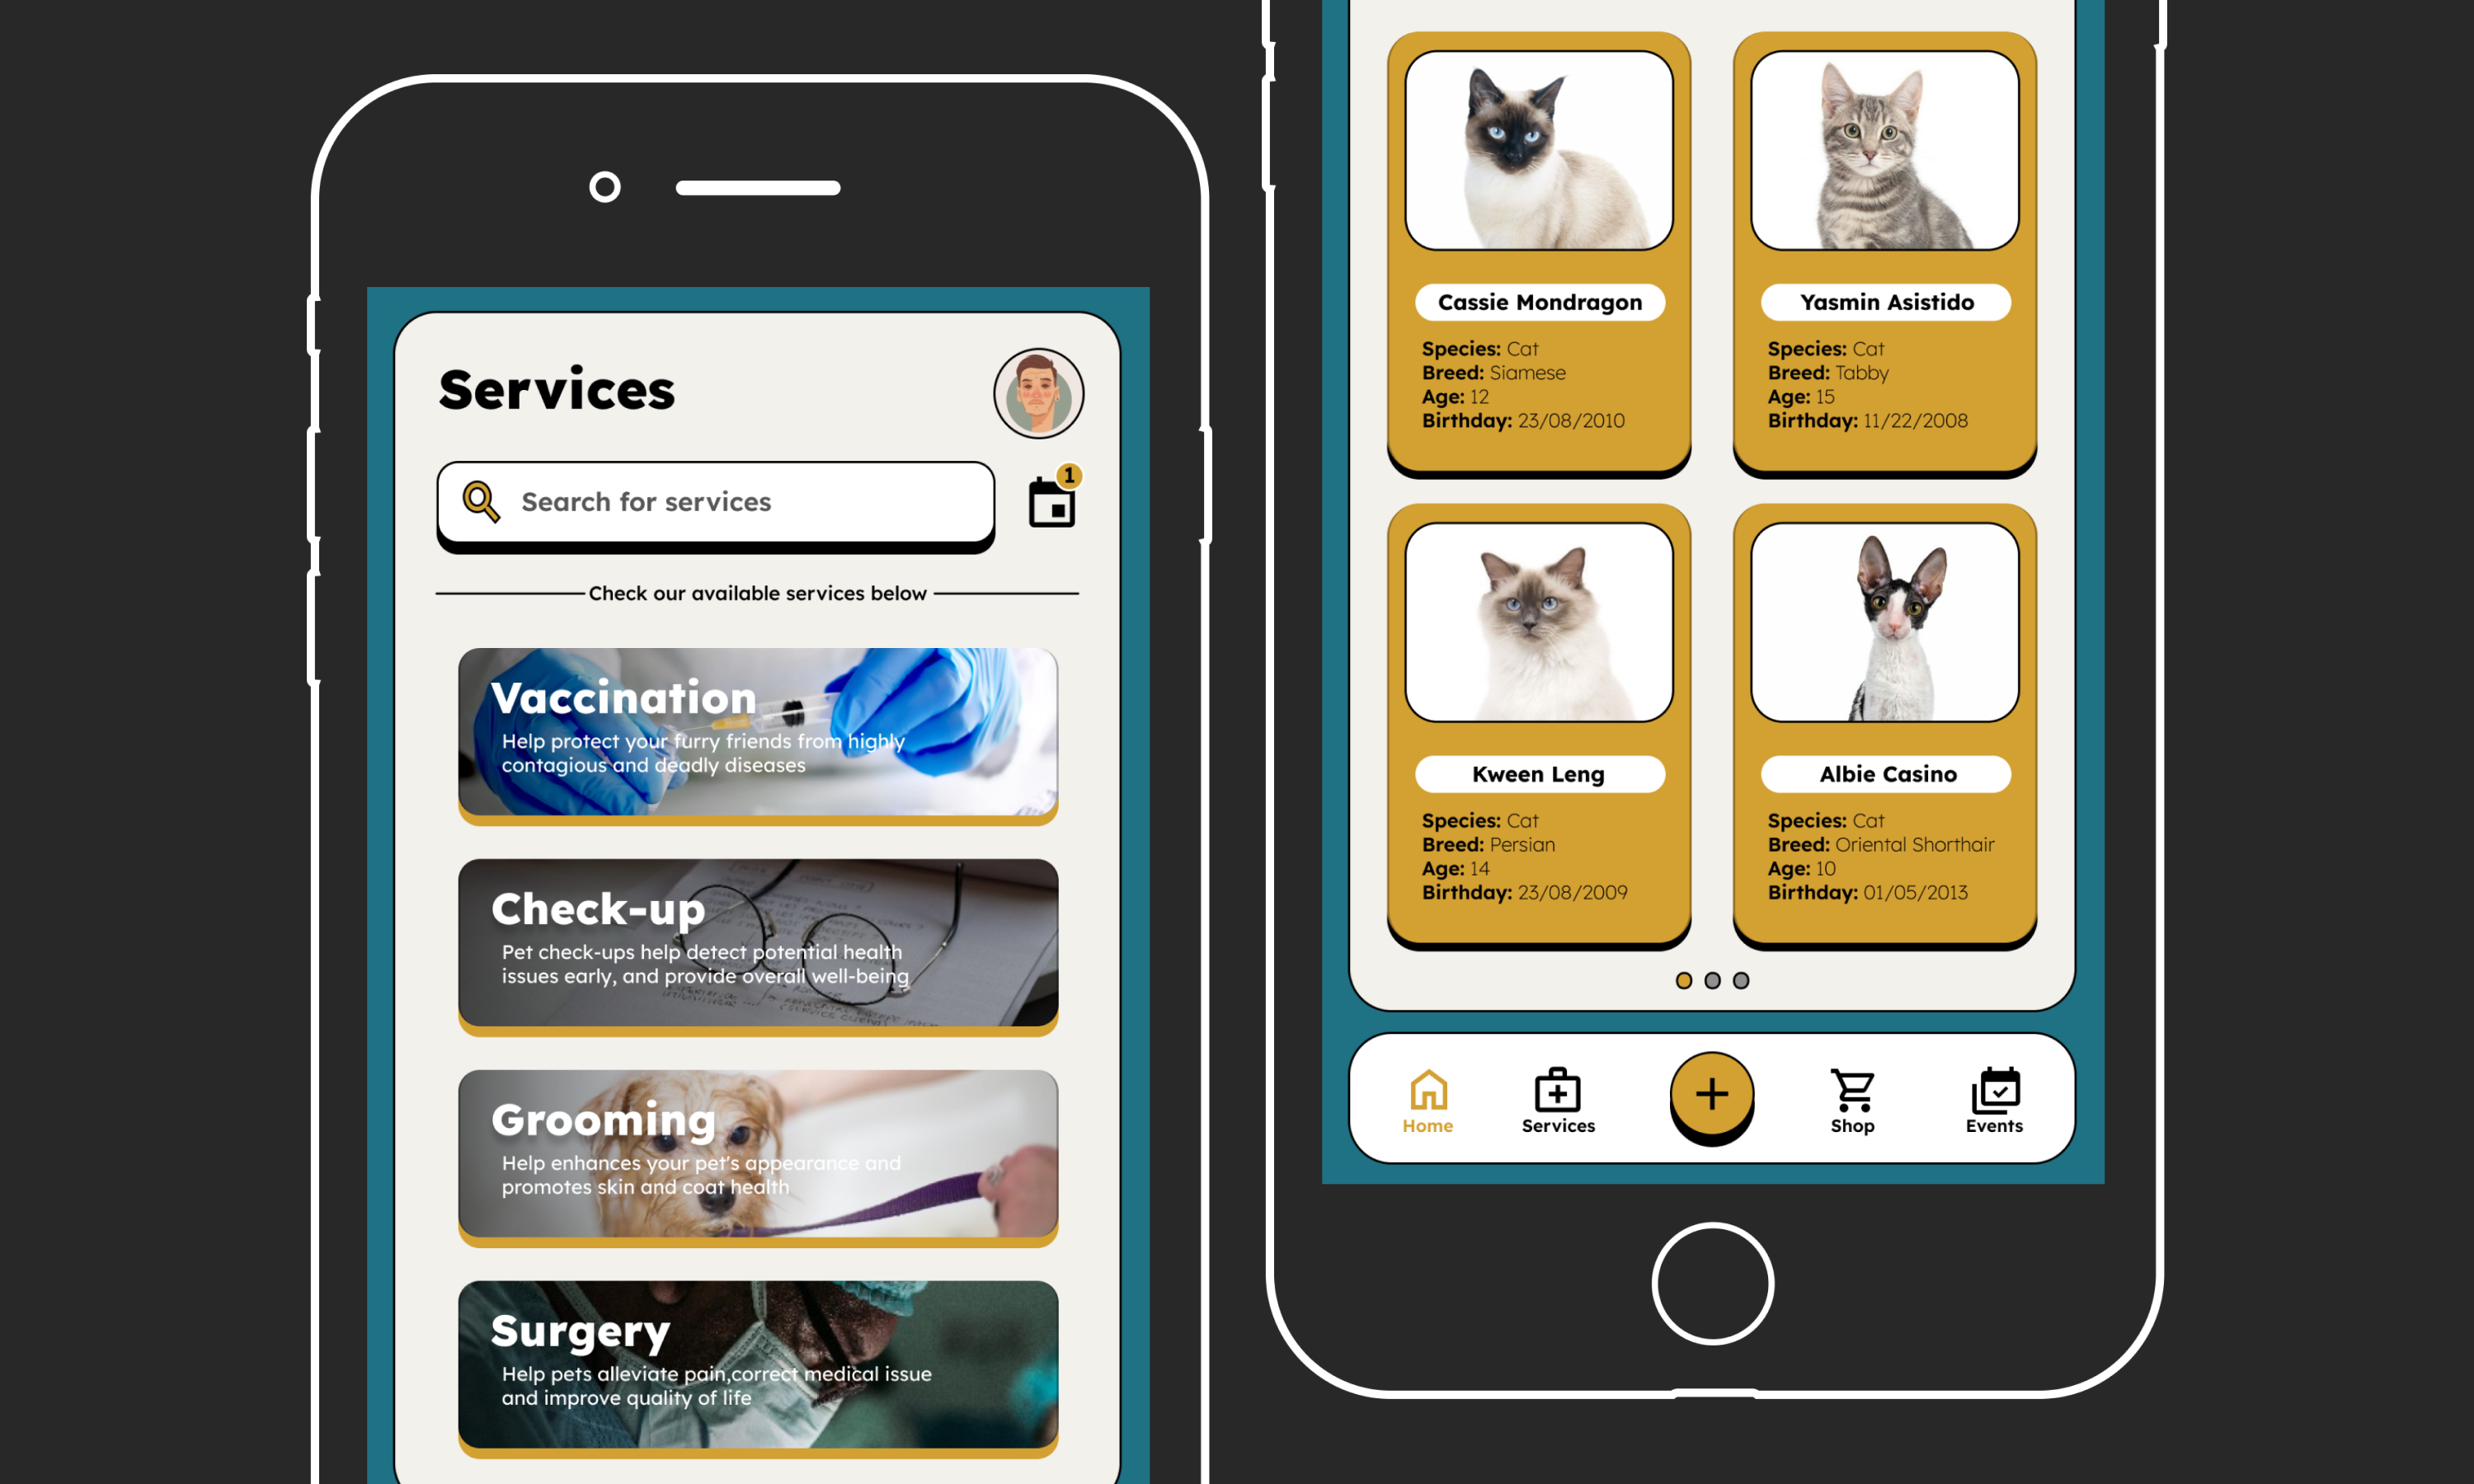 Services
Search for services
1
Check our available services below
Vaccination
Help protect your furry friends from highly
contagious and deadly diseases
Check-up
Pet check-ups help detect potential health
issues early, and provide overall well-being
Grooming
Help enhances your pet's appearance and
promotes skin and coat health
Surgery
Help pets alleviate pain,correct medical issue
and improve quality of life
Cassie Mondragon
Species: Cat
Breed: Siamese
Age: 12
Birthday: 23/08/2010
Yasmin Asistido
Species: Cat
Breed: Tabby
Age: 15
Birthday: 11/22/2008
Kween Leng
Species: Cat
Breed: Persian
Age: 14
Birthday: 23/08/2009
Albie Casino
Species: Cat
Breed: Oriental Shorthair
Age: 10
Birthday: 01/05/2013
Home
Services
Shop
Events